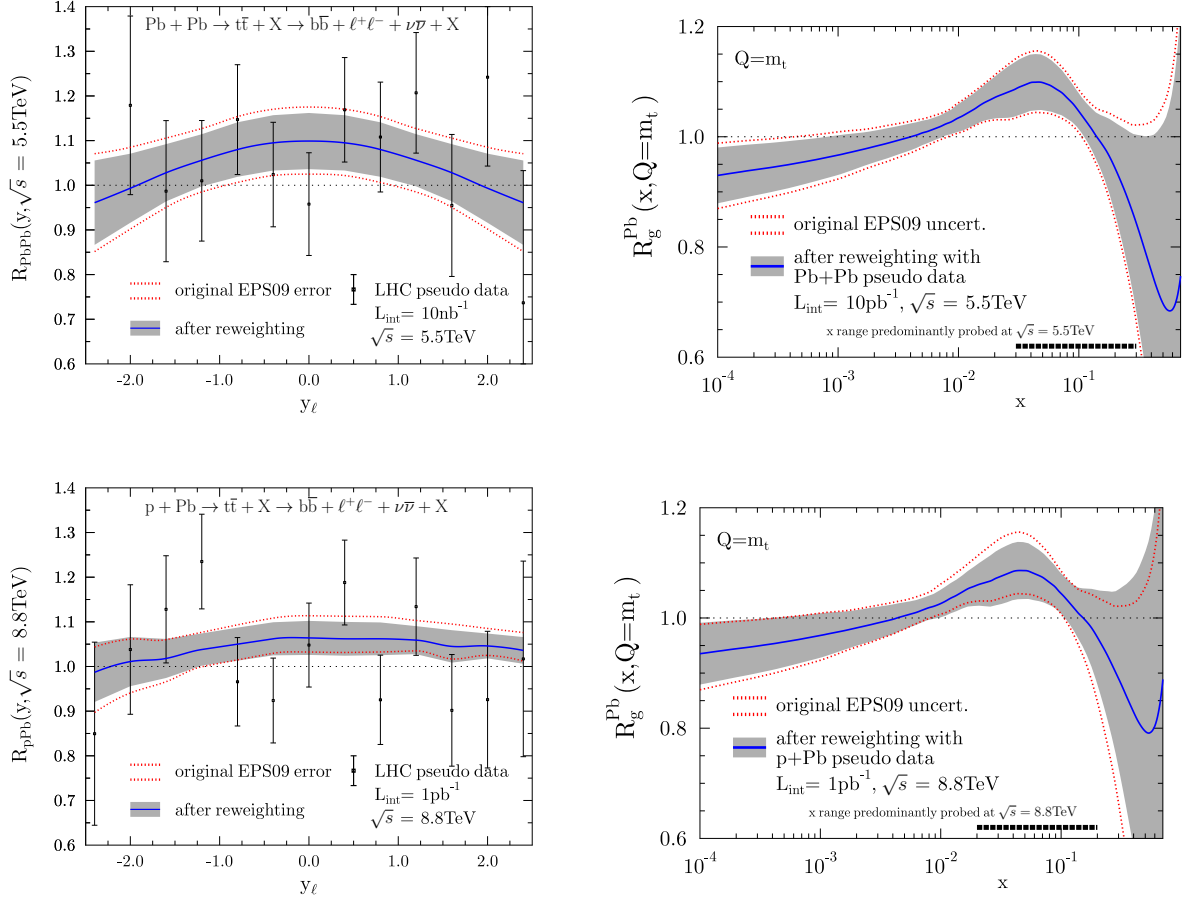 Pb + Pb → tt̄ + X → bb̄ + ℓ⁺ℓ⁻ + νν̄ + X
R_PbPb(y,√s = 5.5TeV)
1.4
1.3
1.2
1.1
1.0
0.9
0.8
0.7
0.6
original EPS09 error
after reweighting
LHC pseudo data
L_int= 10nb⁻¹
√s = 5.5TeV
-2.0 -1.0 0.0 1.0 2.0
y_ℓ
Q=m_t
R_g^Pb(x,Q=m_t)
1.2
1.0
0.8
0.6
original EPS09 uncert.
after reweighting with
Pb+Pb pseudo data
L_int= 10pb⁻¹, √s = 5.5TeV
x range predominantly probed at √s = 5.5TeV
10⁻⁴ 10⁻³ 10⁻² 10⁻¹
x
p + Pb → tt̄ + X → bb̄ + ℓ⁺ℓ⁻ + νν̄ + X
R_pPb(y,√s = 8.8TeV)
1.4
1.3
1.2
1.1
1.0
0.9
0.8
0.7
0.6
original EPS09 error
after reweighting
LHC pseudo data
L_int= 1pb⁻¹
√s = 8.8TeV
-2.0 -1.0 0.0 1.0 2.0
y_ℓ
Q=m_t
R_g^Pb(x,Q=m_t)
1.2
1.0
0.8
0.6
original EPS09 uncert.
after reweighting with
p+Pb pseudo data
L_int= 1pb⁻¹, √s = 8.8TeV
x range predominantly probed at √s = 8.8TeV
10⁻⁴ 10⁻³ 10⁻² 10⁻¹
x